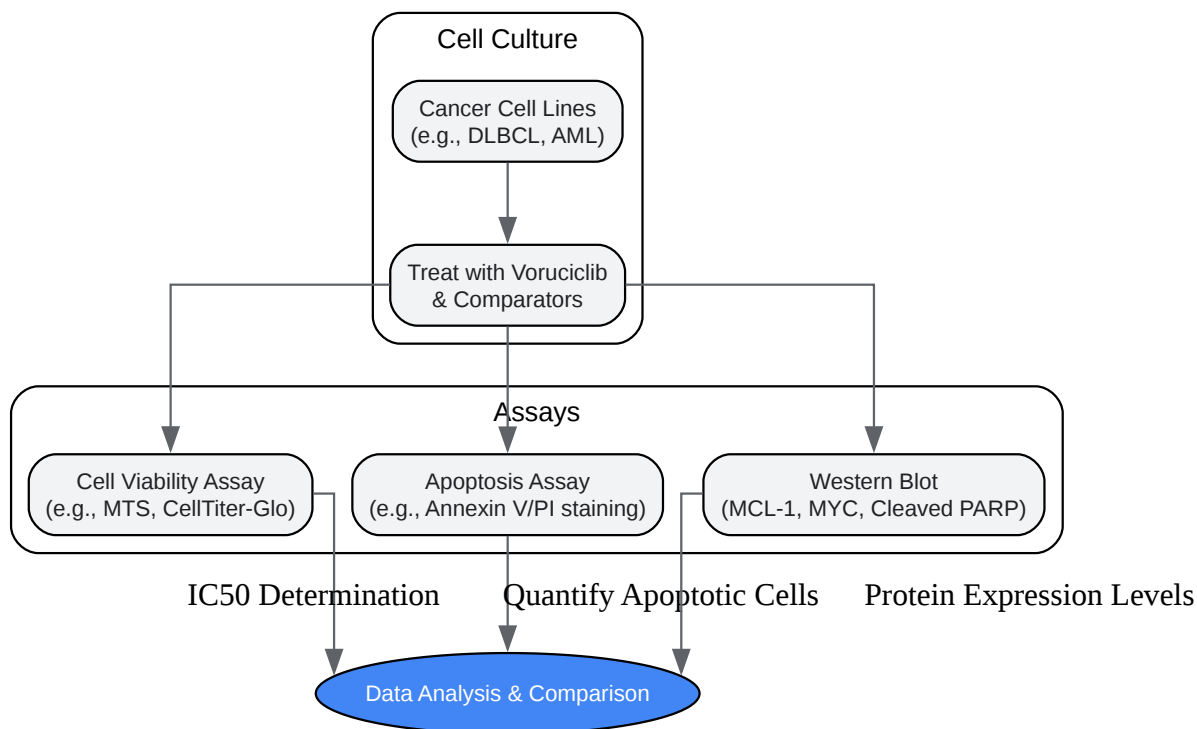 Cell Culture
Cancer Cell Lines
(e.g., DLBCL, AML)
Treat with Voruciclib
& Comparators
Assays
Cell Viability Assay
(e.g., MTS, CellTiter-Glo)
Apoptosis Assay
(e.g., Annexin V/PI staining)
Western Blot
(MCL-1, MYC, Cleaved PARP)
IC50 Determination
Quantify Apoptotic Cells
Protein Expression Levels
Data Analysis & Comparison